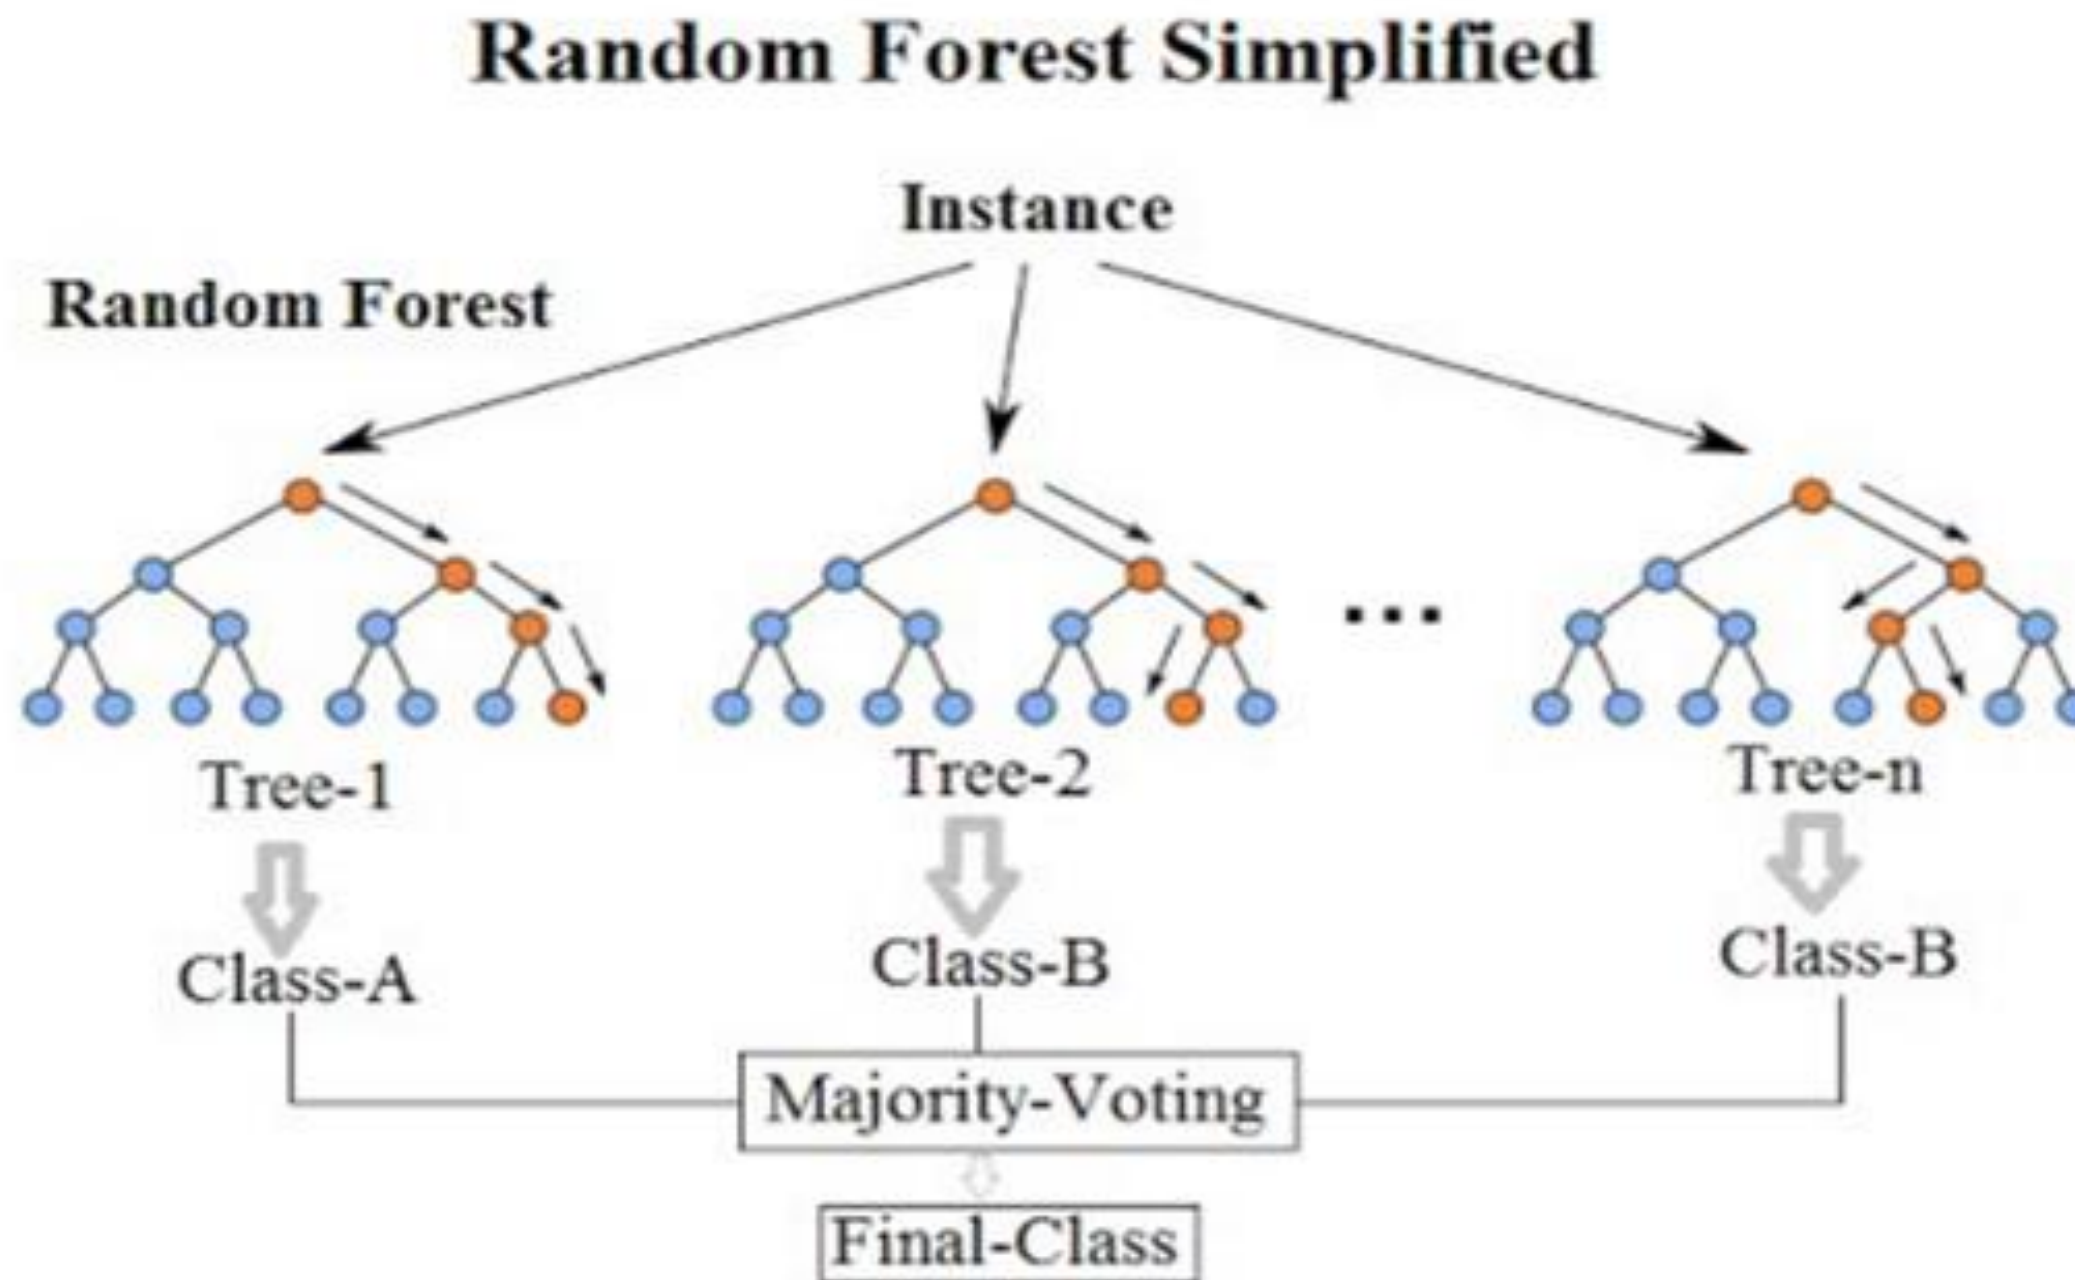 Random Forest Simplified
Instance
Random Forest
...
Tree-1
Tree-2
Tree-n
Class-A
Class-B
Class-B
Majority-Voting
Final-Class